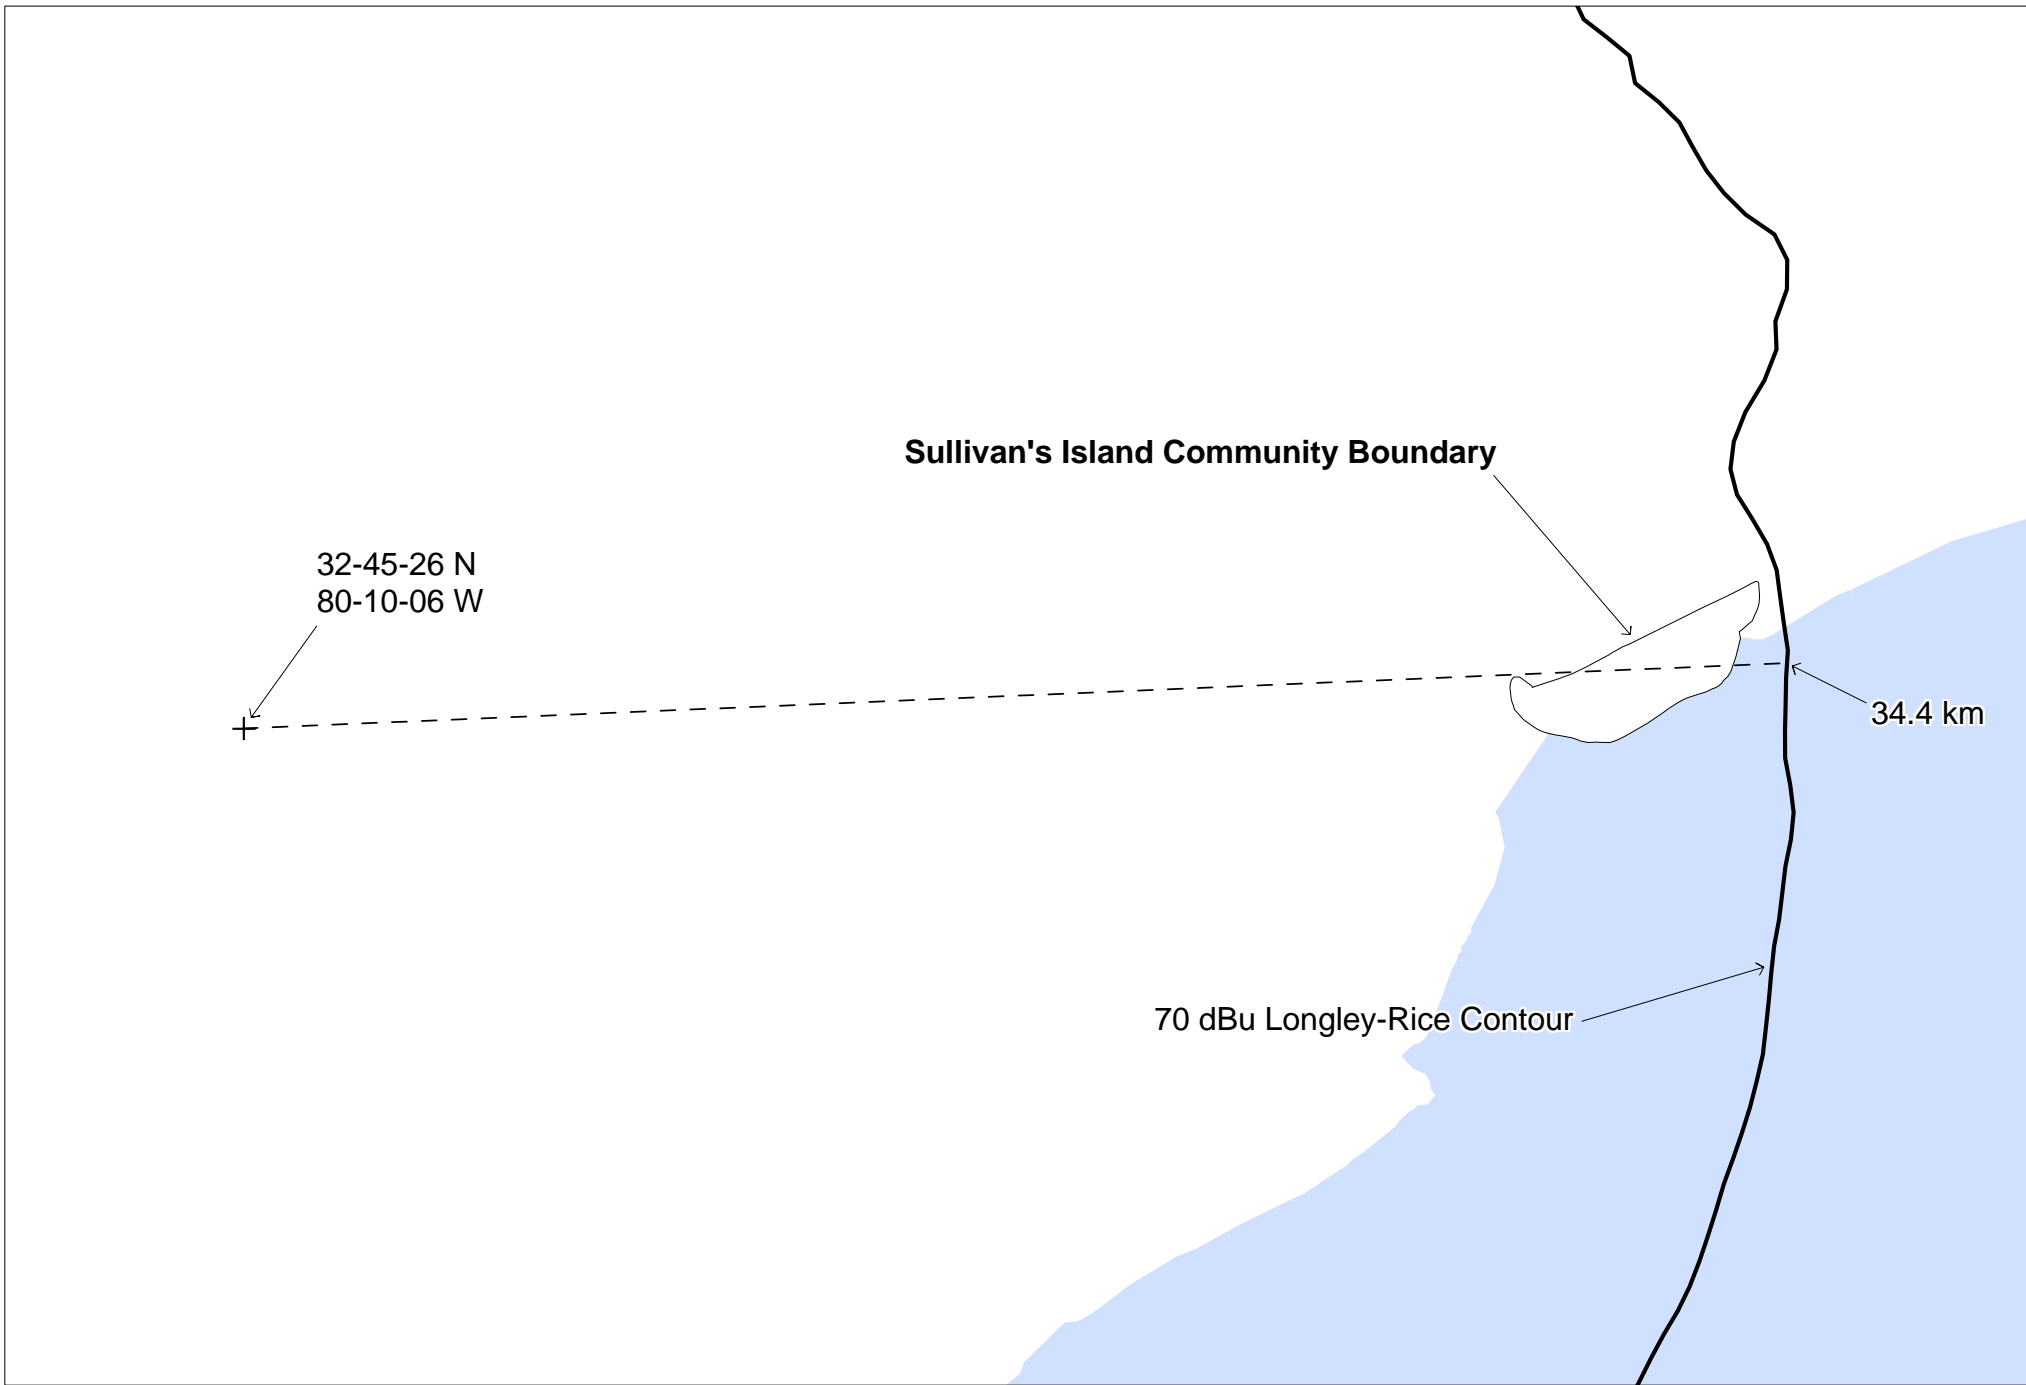 Sullivan's Island Community Boundary
32-45-26 N
80-10-06 W
34.4 km
70 dBu Longley-Rice Contour